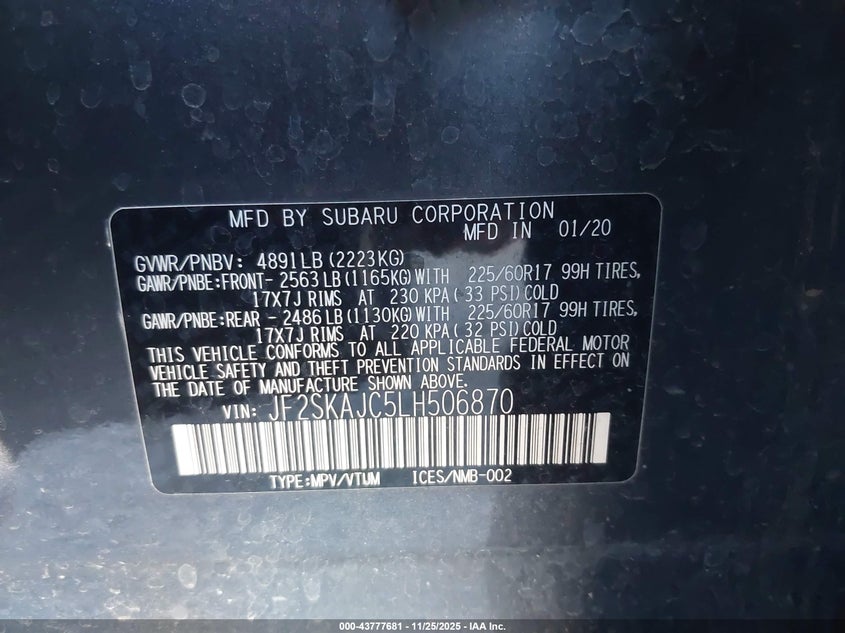 MFD BY SUBARU CORPORATION
MFD IN 01/20
GVWR/PNBV: 4891LB (2223KG)
GAWR/PNBE:FRONT- 2563LB (1165KG) WITH 225/60R17 99H TIRES,
17X7J RIMS AT 230 KPA( 33 PSI) COLD
GAWR/PNBE:REAR - 2486LB (1130KG) WITH 225/60R17 99H TIRES,
17X7J RIMS AT 220 KPA( 32 PSI) COLD
THIS VEHICLE CONFORMS TO ALL APPLICABLE FEDERAL MOTOR
VEHICLE SAFETY AND THEFT PREVENTION STANDARDS IN EFFECT ON
THE DATE OF MANUFACTURE SHOWN ABOVE.
VIN: JF2SKAJC5LH506870
TYPE:MPV/VTUM ICES/NMB-002
000-43777681 - 11/25/2025 - IAA Inc.